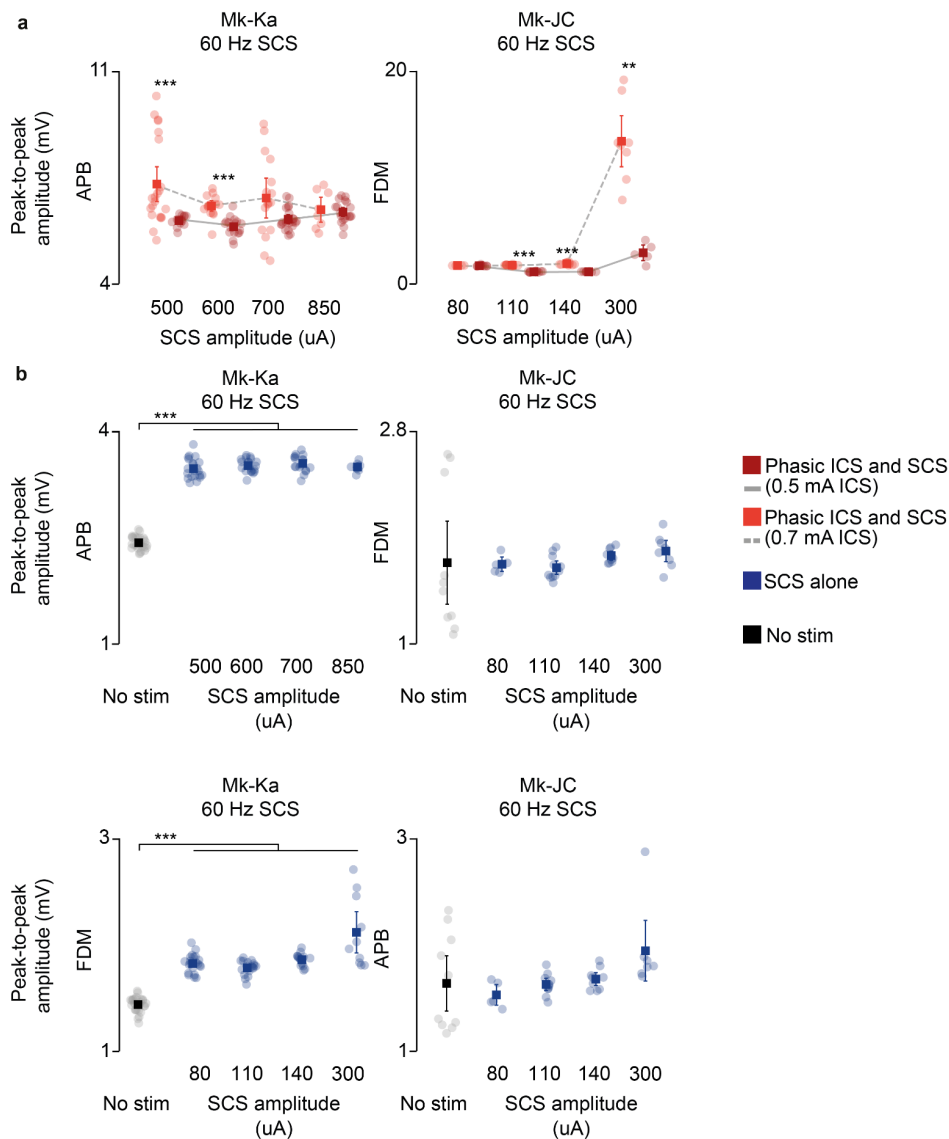 a
Mk-Ka
60 Hz SCS
Mk-JC
60 Hz SCS
Peak-to-peak
amplitude (mV)
APB
11
4
***
***
500 600 700 850
SCS amplitude (uA)
FDM
20
0
***
***
**
80 110 140 300
SCS amplitude (uA)
b
Mk-Ka
60 Hz SCS
Mk-JC
60 Hz SCS
Peak-to-peak
amplitude (mV)
APB
4
1
***
500 600 700 850
No stim
SCS amplitude
(uA)
FDM
2.8
1
80 110 140 300
No stim
SCS amplitude
(uA)
Phasic ICS and SCS
(0.5 mA ICS)
Phasic ICS and SCS
(0.7 mA ICS)
SCS alone
No stim
Mk-Ka
60 Hz SCS
Mk-JC
60 Hz SCS
Peak-to-peak
amplitude (mV)
FDM
3
1
***
80 110 140 300
No stim
SCS amplitude
(uA)
APB
3
1
80 110 140 300
No stim
SCS amplitude
(uA)